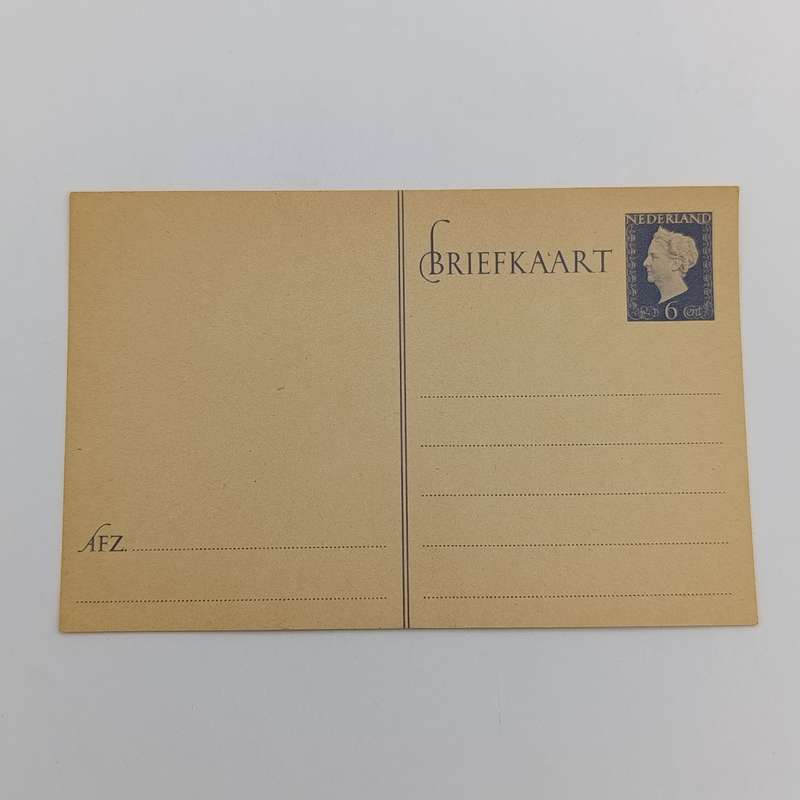 BRIEFKAART
NEDERLAND
6 Cent
AFZ.